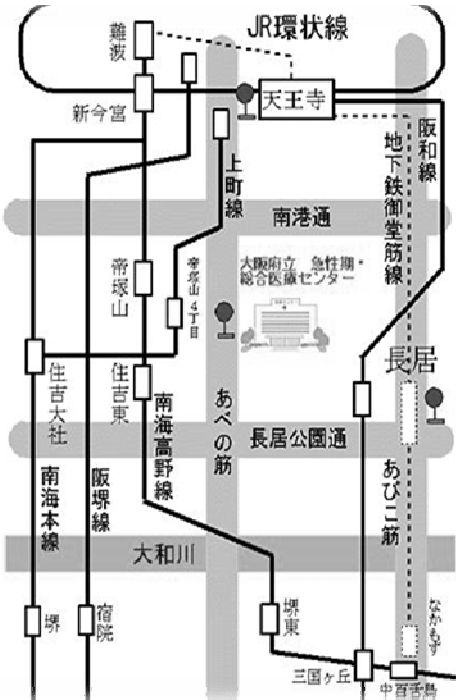 JR環状線
難波
天王寺
新今宮
上町線
阪和線
地下鉄御堂筋線
南港通
帝塚山
帝塚山4丁目
大阪府立 急性期・
総合医療センター
長居
住吉大社
住吉東
南海高野線
あべの筋
長居公園通
あびこ筋
南海本線
阪堺線
大和川
堺
宿院
堺東
なかもず
三国ヶ丘
中百舌鳥